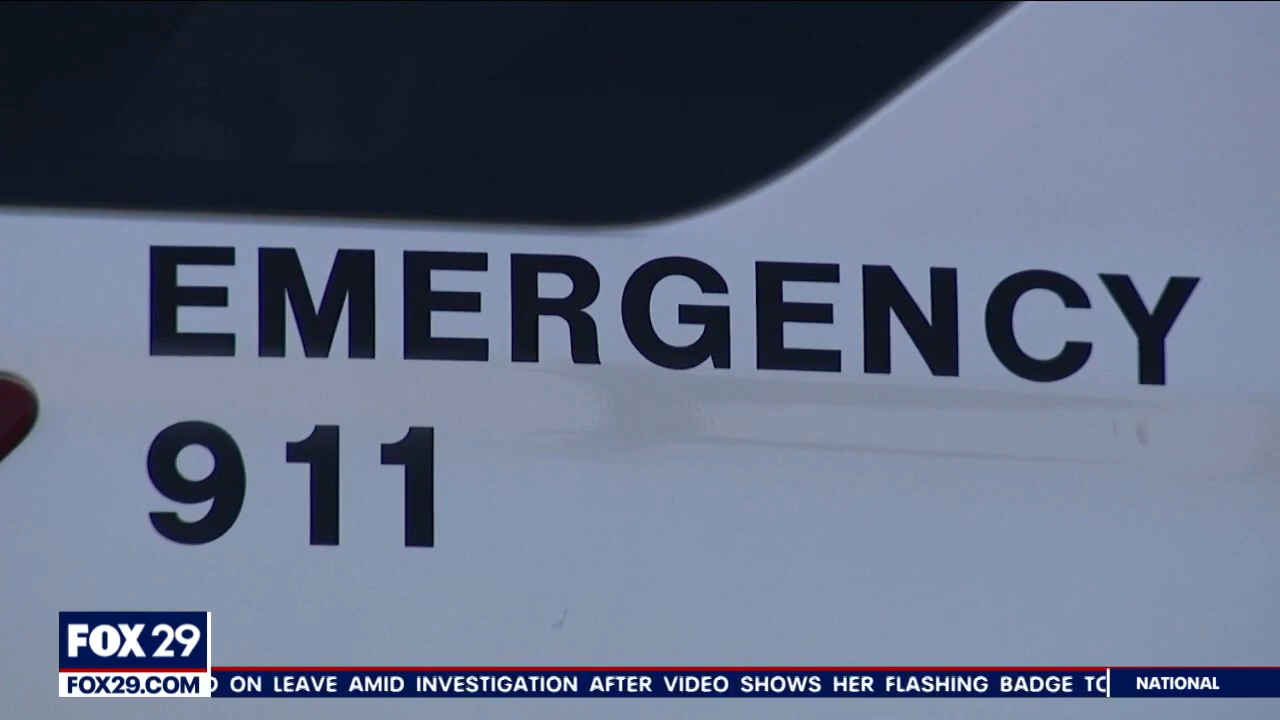 EMERGENCY
911
FOX 29
FOX29.COM
ON LEAVE AMID INVESTIGATION AFTER VIDEO SHOWS HER FLASHING BADGE
NATIONAL